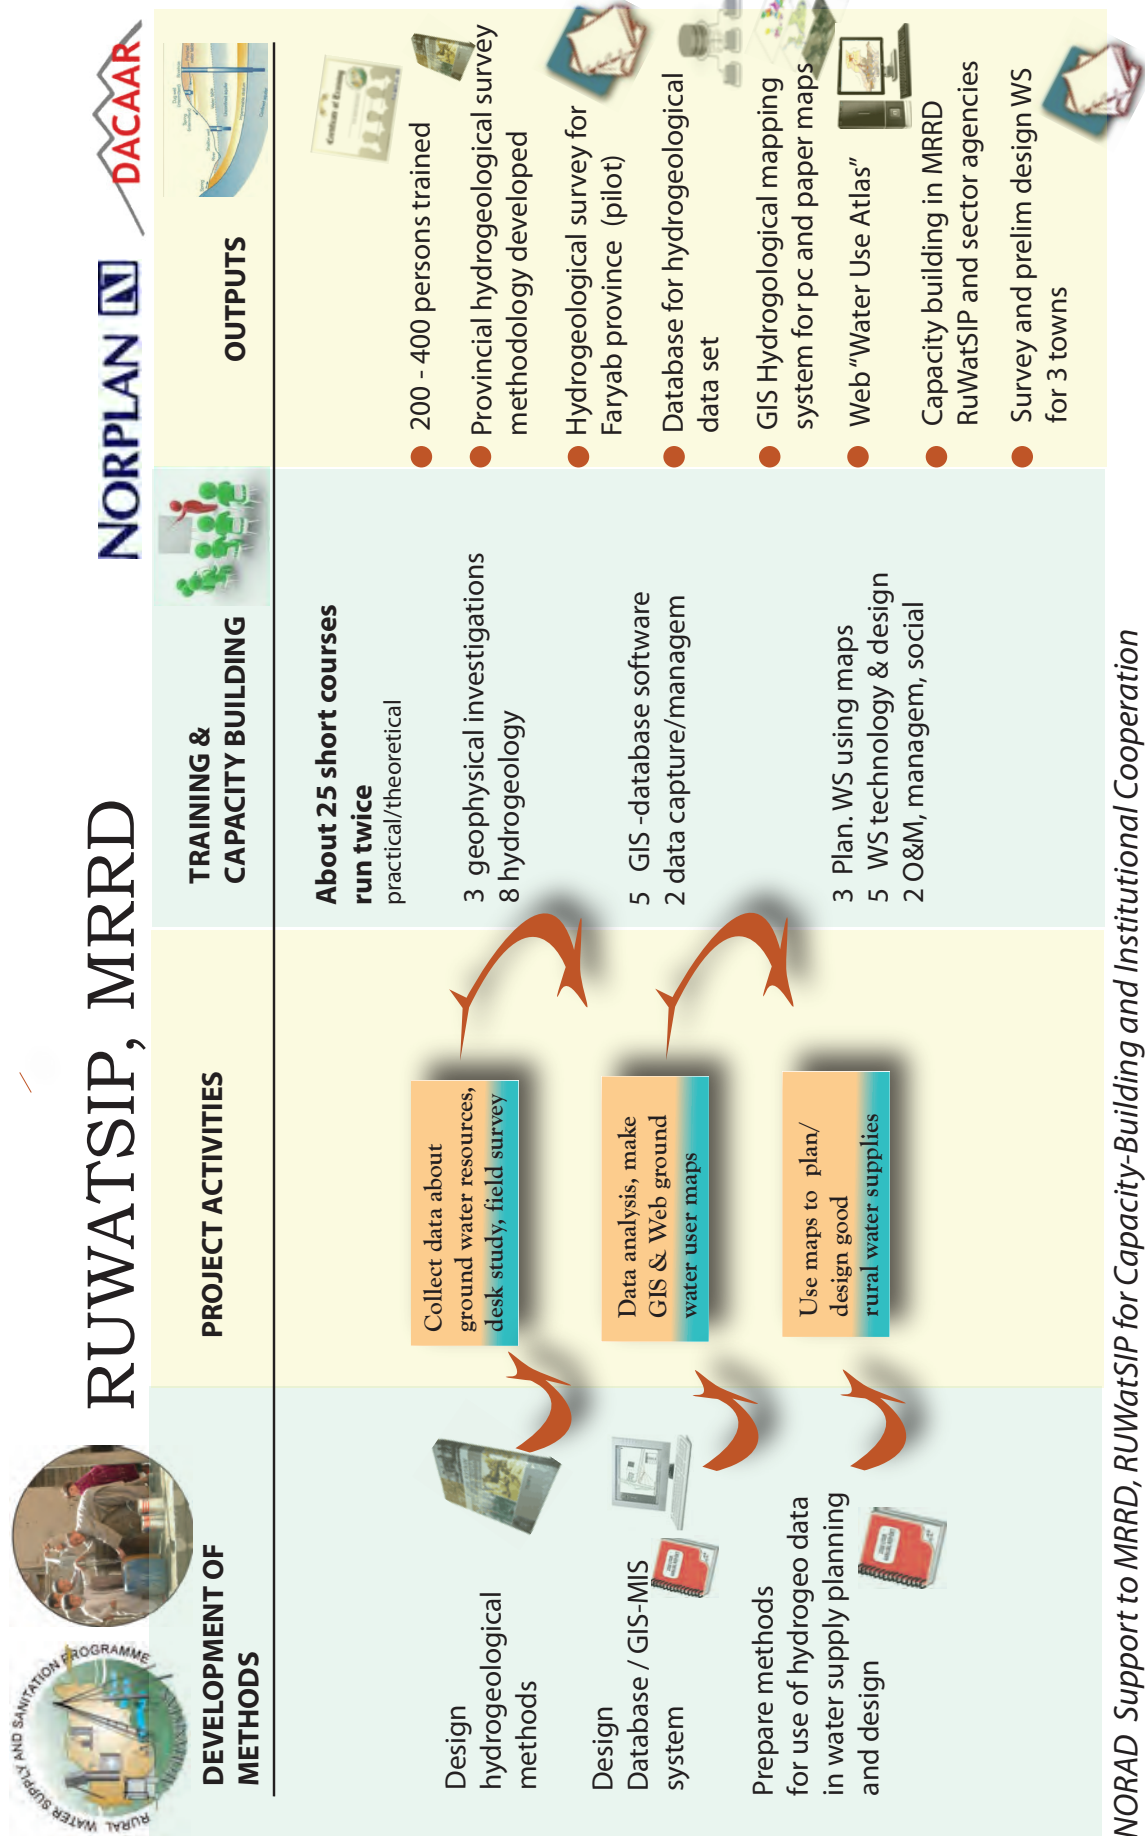 RURAL WATER SUPPLY AND SANITATION PROGRAMME
RUWATSIP, MRRD
NORPLAN N
DACAAR
DEVELOPMENT OF
METHODS
Design
hydrogeological
methods
Design
Database / GIS-MIS
system
Prepare methods
for use of hydrogeo data
in water supply planning
and design
PROJECT ACTIVITIES
Collect data about
ground water resources,
desk study, field survey
Data analysis, make
GIS & Web ground
water user maps
Use maps to plan/
design good
rural water supplies
TRAINING &
CAPACITY BUILDING
About 25 short courses
run twice
practical/theoretical
3 geophysical investigations
8 hydrogeology
5 GIS -database software
2 data capture/managem
3 Plan. WS using maps
5 WS technology & design
2 O&M, managem, social
OUTPUTS
200 - 400 persons trained
Provincial hydrogeological survey
methodology developed
Hydrogeological survey for
Faryab province (pilot)
Database for hydrogeological
data set
GIS Hydrogological mapping
system for pc and paper maps
Web "Water Use Atlas"
Capacity building in MRRD
RuWatSIP and sector agencies
Survey and prelim design WS
for 3 towns
Certificate of Training
NORAD Support to MRRD, RUWatSIP for Capacity-Building and Institutional Cooperation